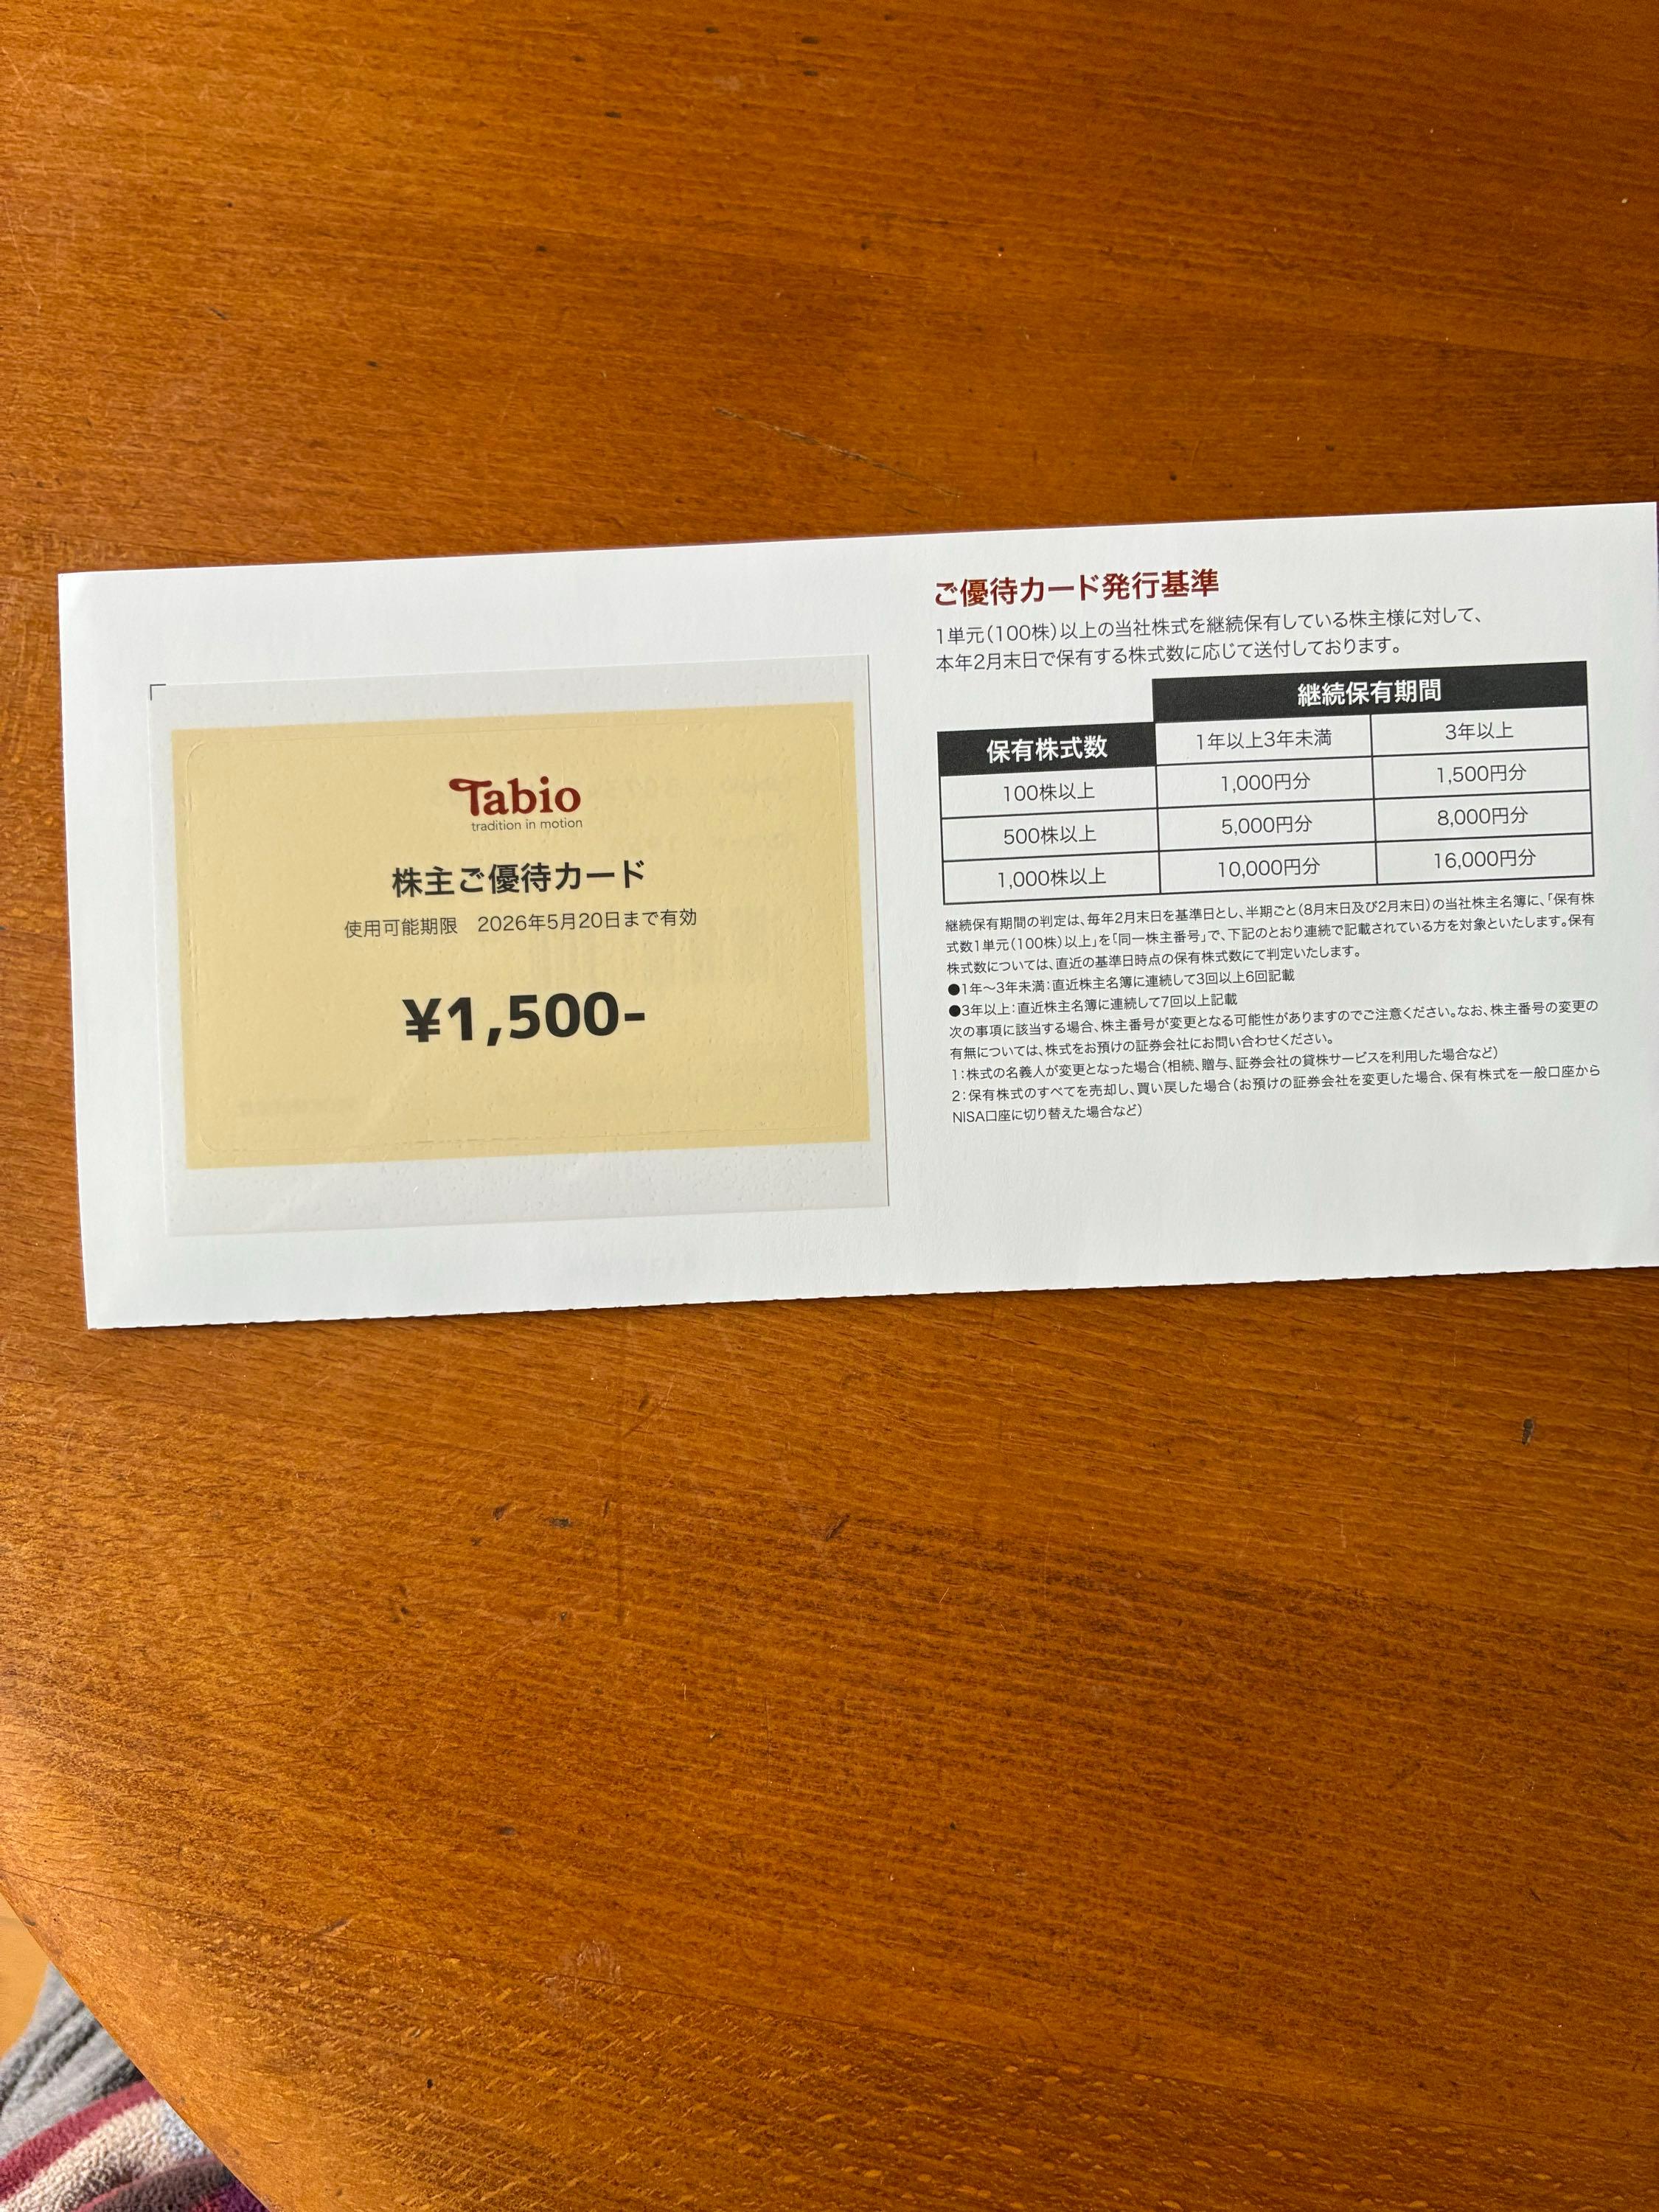 Tabio
tradition in motion
株主ご優待カード
使用可能期限 2026年5月20日まで有効
¥1,500-
ご優待カード発行基準
1単元(100株)以上の当社株式を継続保有している株主様に対して、
本年2月末日で保有する株式数に応じて送付しております。
継続保有期間
保有株式数 1年以上3年未満 3年以上
100株以上 1,000円分 1,500円分
500株以上 5,000円分 8,000円分
1,000株以上 10,000円分 16,000円分
継続保有期間の判定は、毎年2月末日を基準日とし、半期ごと(8月末日及び2月末日)の当社株主名簿に、「保有株
式数1単元(100株)以上」を「同一株主番号」で、下記のとおり連続で記載されている方を対象といたします。保有
株式数については、直近の基準日時点の保有株式数にて判定いたします。
●1年~3年未満:直近株主名簿に連続して3回以上6回記載
●3年以上:直近株主名簿に連続して7回以上記載
次の事項に該当する場合、株主番号が変更となる可能性がありますのでご注意ください。なお、株主番号の変更の
有無については、株式をお預けの証券会社にお問い合わせください。
1:株式の名義人が変更となった場合(相続、贈与、証券会社の貸株サービスを利用した場合など)
2:保有株式のすべてを売却し、買い戻した場合(お預けの証券会社を変更した場合、保有株式を一般口座から
NISA口座に切り替えた場合など)